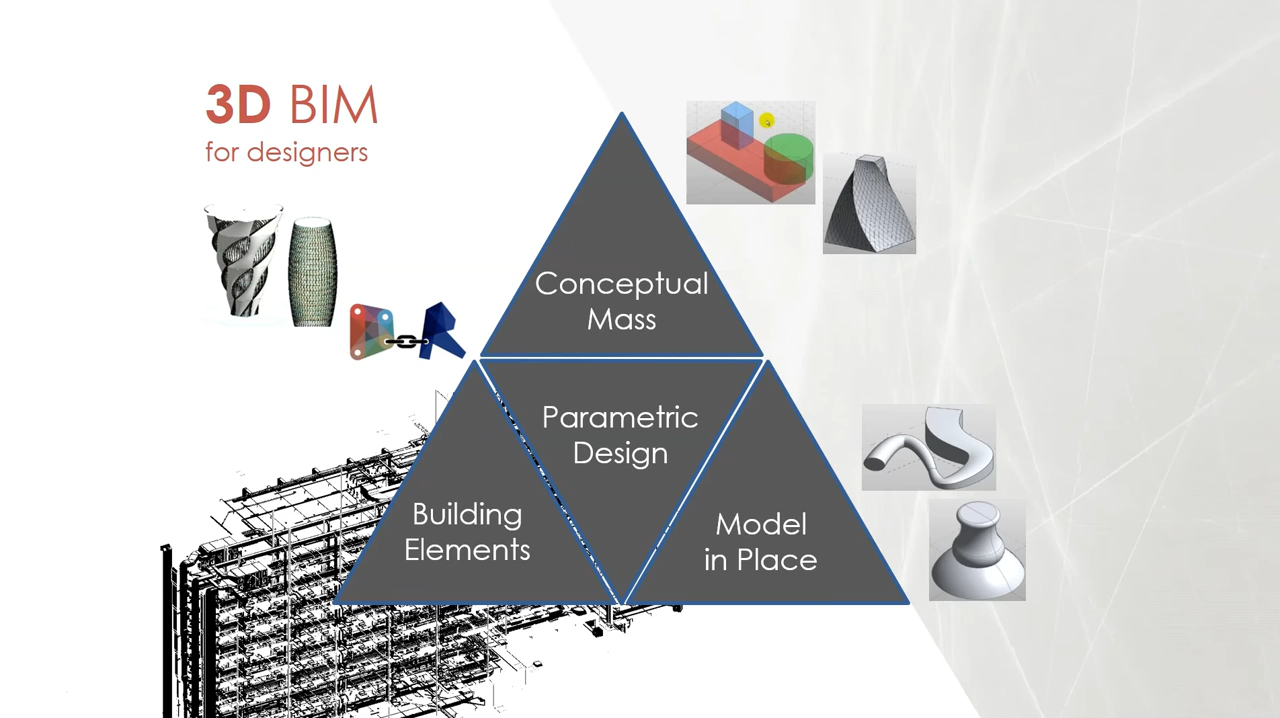 3D BIM
for designers
Conceptual
Mass
Parametric
Design
Building
Elements
Model
in Place